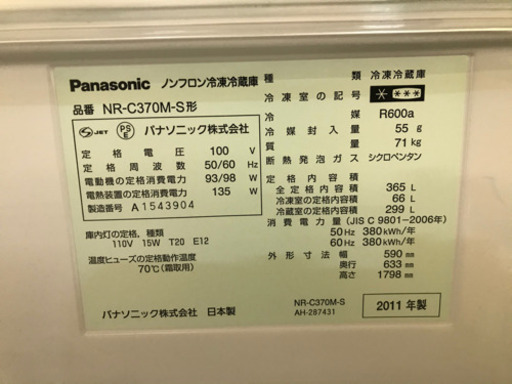 Panasonic ノンフロン冷凍冷蔵庫
品番 NR-C370M-S形
S JET PSE パナソニック株式会社
定格電圧 100 V
定格周波数 50/60 Hz
電動機の定格消費電力 93/98 W
電熱装置の定格消費電力 135 W
製造番号 A1543904
庫内灯の定格、種類
110V 15W T20 E12
温度ヒューズの定格動作温度
70℃(霜取用)
パナソニック株式会社 日本製
種類 冷凍冷蔵庫
冷凍室の記号 * ***
冷媒 R600a
冷媒封入量 55 g
質量 71 kg
断熱発泡ガス シクロペンタン
定格内容積
全定格内容積 365 L
冷凍室の定格内容積 66 L
冷蔵室の定格内容積 299 L
消費電力量(JIS C 9801-2006年)
50Hz 380kWh/年
60Hz 380kWh/年
外形寸法 幅 590 mm
奥行 633 mm
高さ 1798 mm
NR-C370M-S
AH-287431
2011年製